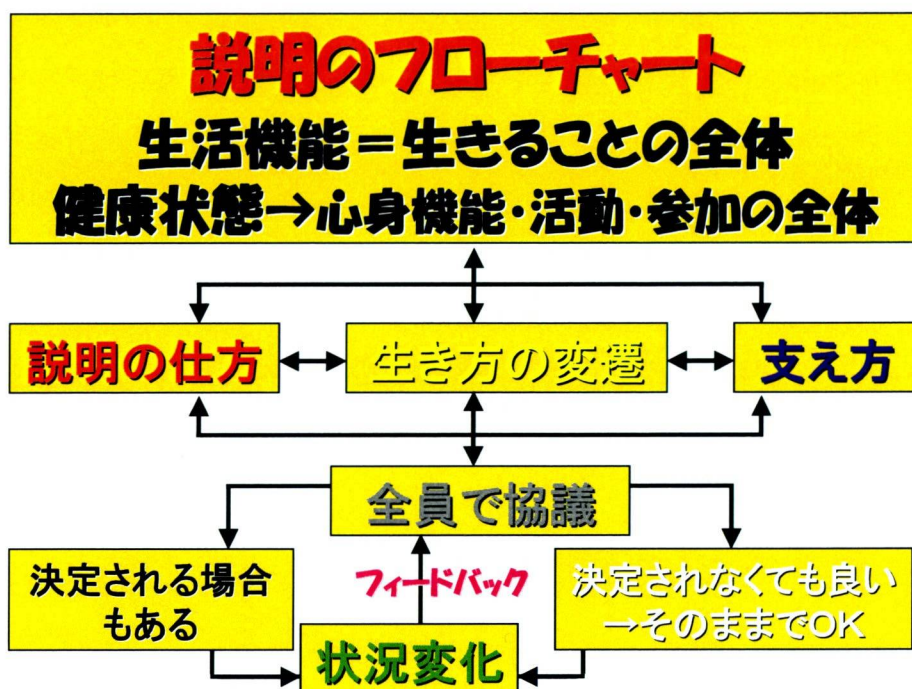 説明のフローチャート
生活機能＝生きることの全体
健康状態→心身機能・活動・参加の全体
説明の仕方
生き方の変遷
支え方
全員で協議
決定される場合
もある
フィードバック
決定されなくても良い
→そのままでOK
状況変化